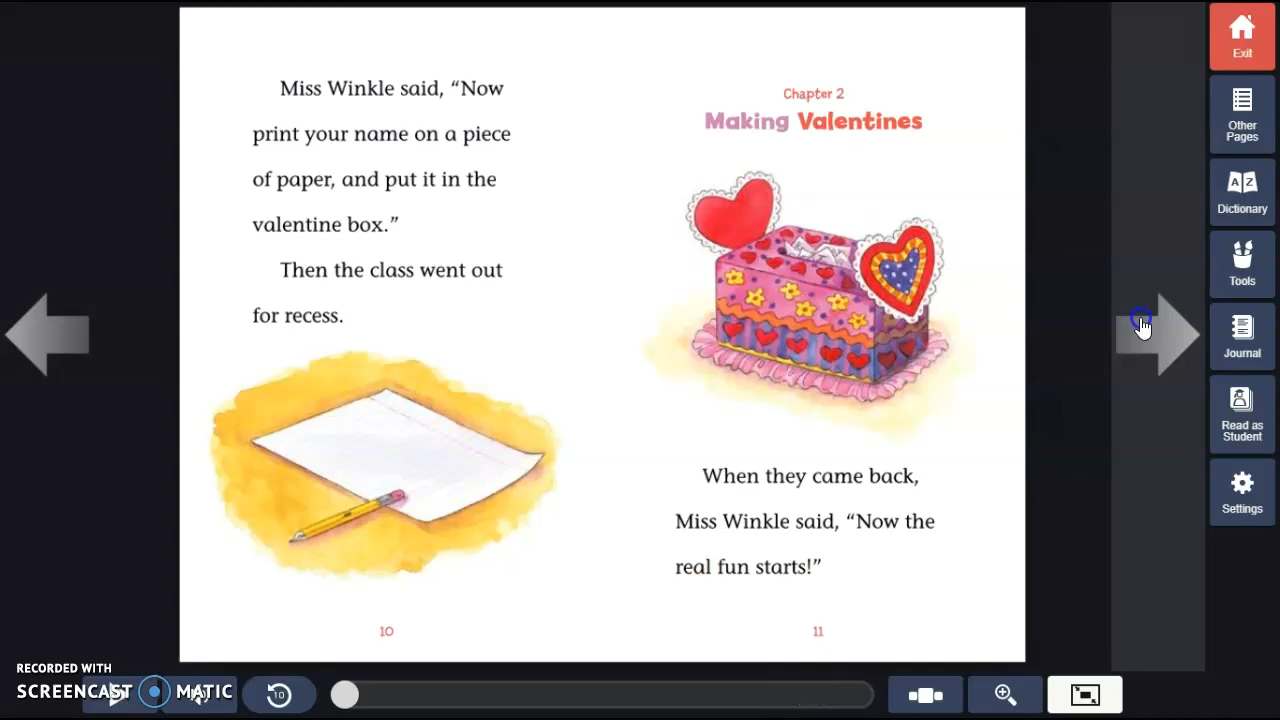 Miss Winkle said, “Now
print your name on a piece
of paper, and put it in the
valentine box.”
Then the class went out
for recess.
10
Chapter 2
Making Valentines
When they came back,
Miss Winkle said, “Now the
real fun starts!”
11
Exit
Other
Pages
A Z
Dictionary
Tools
Journal
Read as
Student
Settings
RECORDED WITH
SCREENCAST MATIC
10